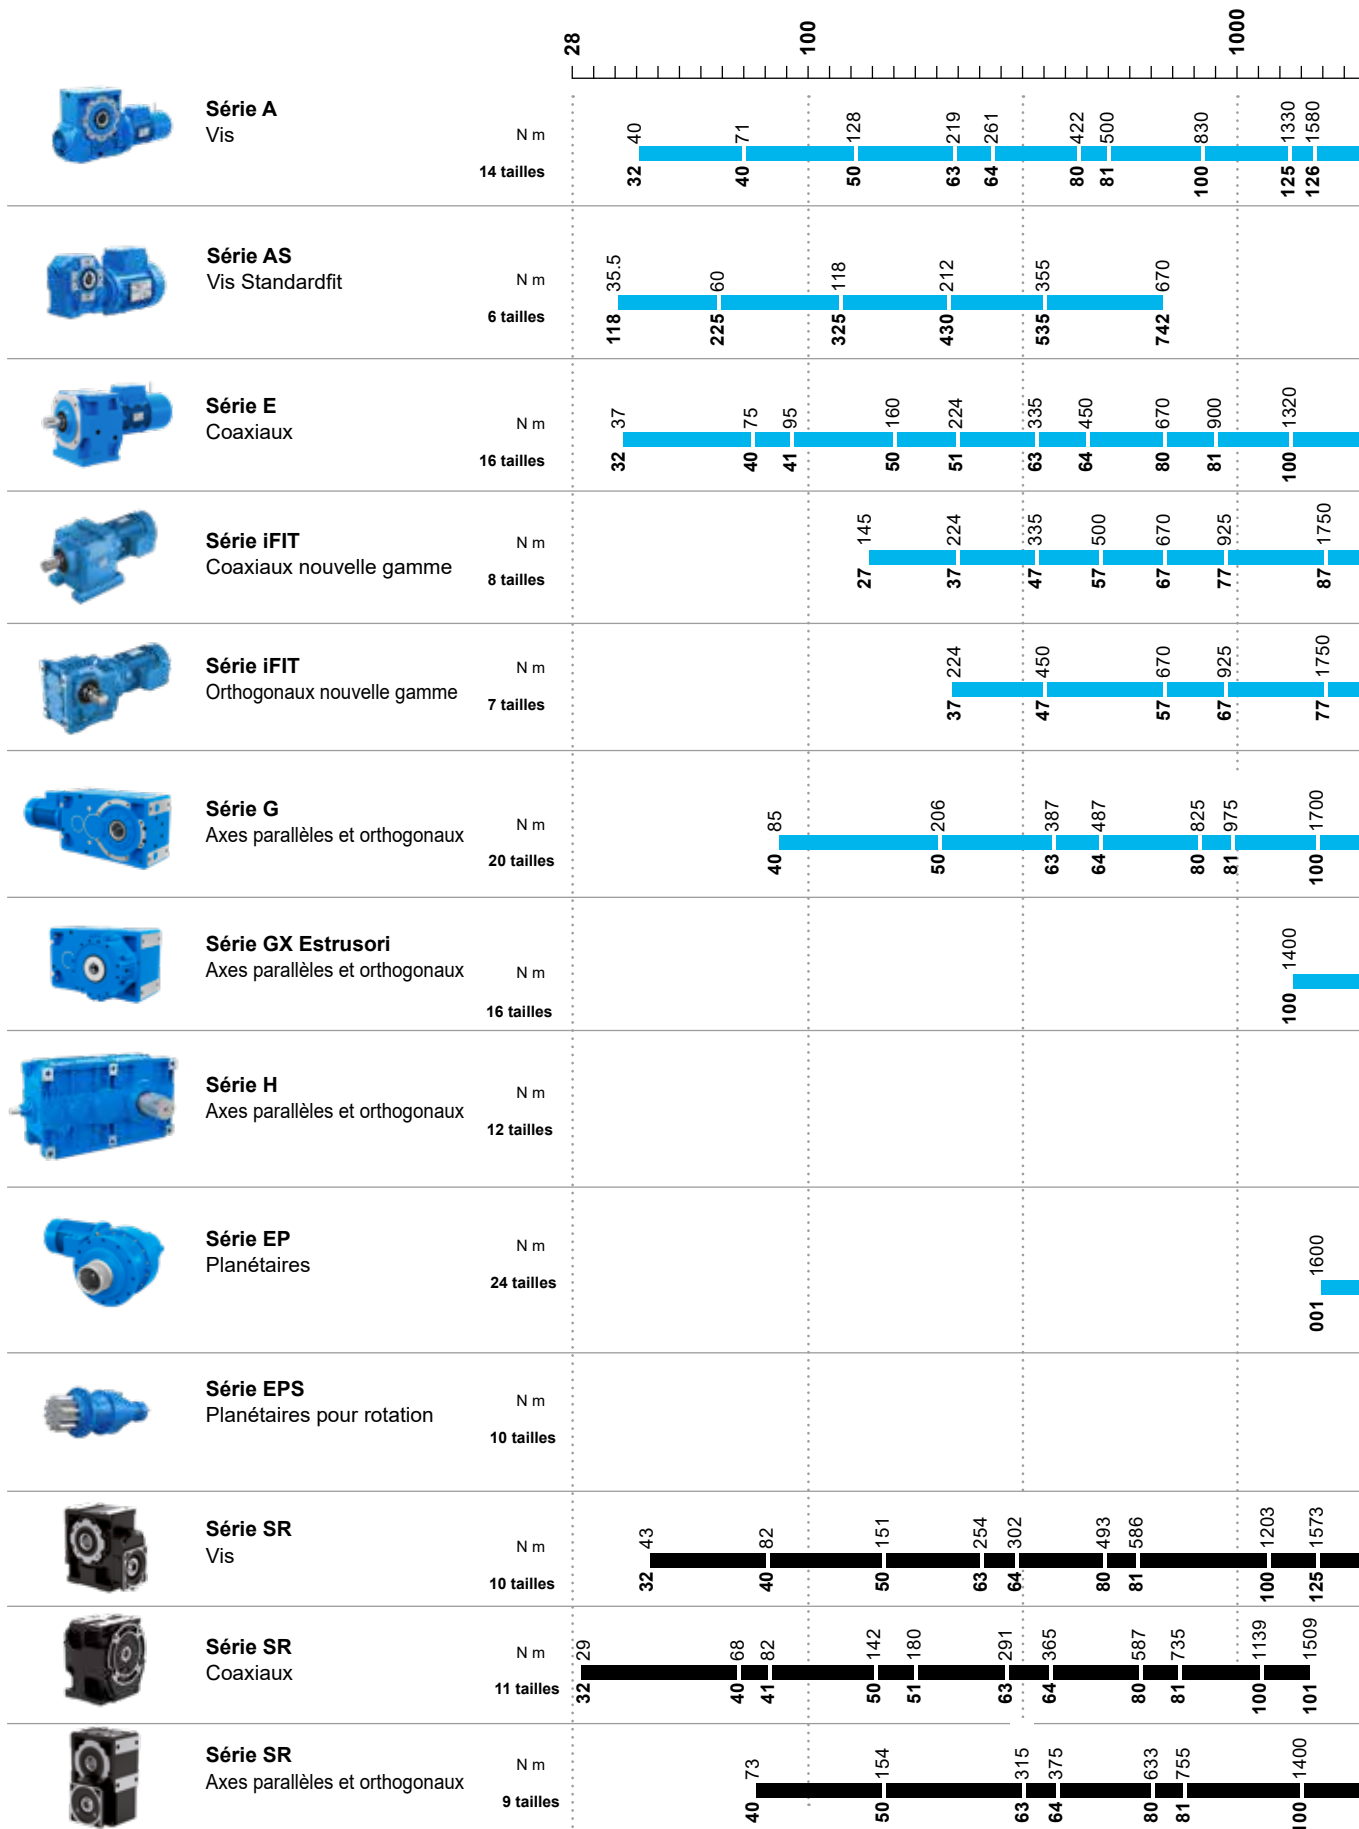 28 100 1000
Série A
Vis
N m
14 tailles
40 71 128 219 261 422 500 830 1330 1580
32 40 50 63 64 80 81 100 125 126
Série AS
Vis Standardfit
N m
6 tailles
35.5 60 118 212 355 670
118 225 325 430 535 742
Série E
Coaxiaux
N m
16 tailles
37 75 95 160 224 335 450 670 900 1320
32 40 41 50 51 63 64 80 81 100
Série iFIT
Coaxiaux nouvelle gamme
N m
8 tailles
145 224 335 500 670 925 1750
27 37 47 57 67 77 87
Série iFIT
Orthogonaux nouvelle gamme
N m
7 tailles
224 450 670 925 1750
37 47 57 67 77
Série G
Axes parallèles et orthogonaux
N m
20 tailles
85 206 387 487 825 975 1700
40 50 63 64 80 81 100
Série GX Estrusori
Axes parallèles et orthogonaux
N m
16 tailles
1400
100
Série H
Axes parallèles et orthogonaux
N m
12 tailles
Série EP
Planétaires
N m
24 tailles
1600
001
Série EPS
Planétaires pour rotation
N m
10 tailles
Série SR
Vis
N m
10 tailles
43 82 151 254 302 493 586 1203 1573
32 40 50 63 64 80 81 100 125
Série SR
Coaxiaux
N m
11 tailles
29 68 82 142 180 291 365 587 735 1139 1509
32 40 41 50 51 63 64 80 81 100 101
Série SR
Axes parallèles et orthogonaux
N m
9 tailles
73 154 315 375 633 755 1400
40 50 63 64 80 81 100